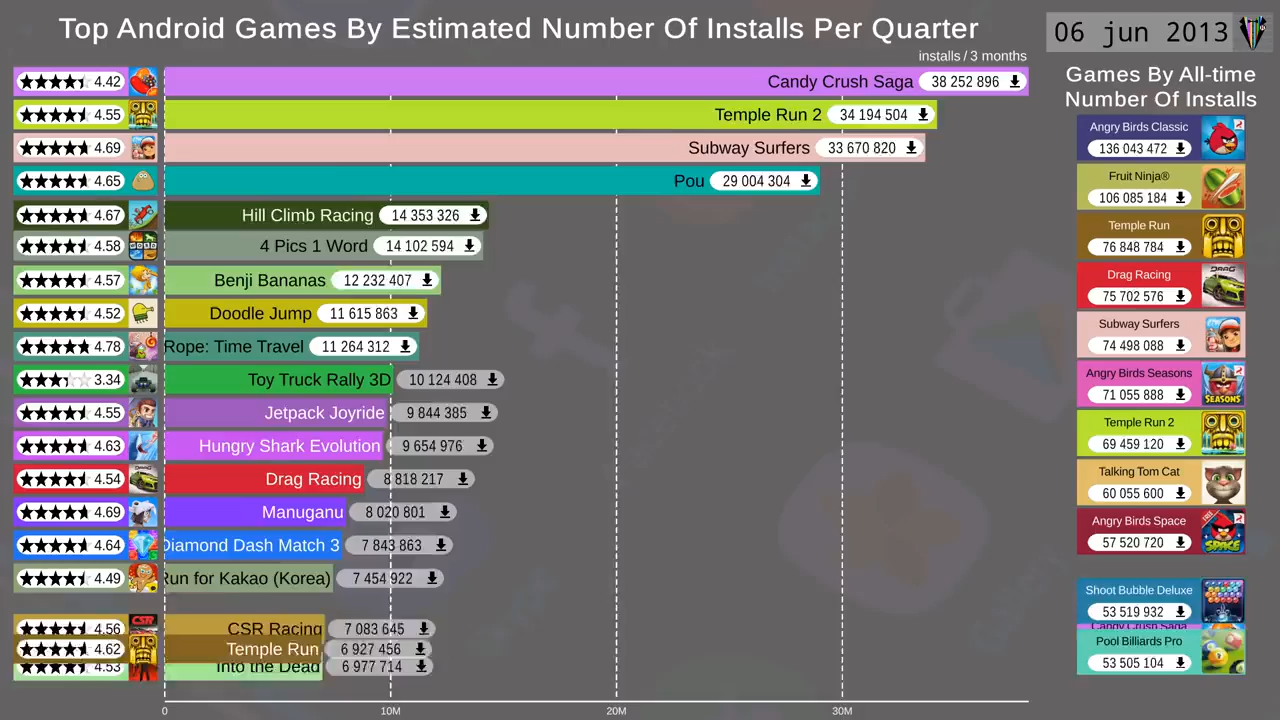 Top Android Games By Estimated Number Of Installs Per Quarter
06 jun 2013
installs / 3 months
4.42 Candy Crush Saga 38 252 896
4.55 Temple Run 2 34 194 504
4.69 Subway Surfers 33 670 820
4.65 Pou 29 004 304
4.67 Hill Climb Racing 14 353 326
4.58 4 Pics 1 Word 14 102 594
4.57 Benji Bananas 12 232 407
4.52 Doodle Jump 11 615 863
4.78 Rope: Time Travel 11 264 312
3.34 Toy Truck Rally 3D 10 124 408
4.55 Jetpack Joyride 9 844 385
4.63 Hungry Shark Evolution 9 654 976
4.54 Drag Racing 8 818 217
4.69 Manuganu 8 020 801
4.64 Diamond Dash Match 3 7 843 863
4.49 Run for Kakao (Korea) 7 454 922
4.56 CSR Racing 7 083 645
4.62 Temple Run 6 927 456
4.53 Into the Dead 6 977 714
0 10M 20M 30M
Games By All-time
Number Of Installs
Angry Birds Classic
136 043 472
Fruit Ninja®
106 085 184
Temple Run
76 848 784
Drag Racing
75 702 576
Subway Surfers
74 498 088
Angry Birds Seasons
71 055 888
SEASONS
Temple Run 2
69 459 120
Talking Tom Cat
60 055 600
Angry Birds Space
57 520 720
SPACE
Shoot Bubble Deluxe
53 519 932
Candy Crush Saga
Pool Billiards Pro
53 505 104